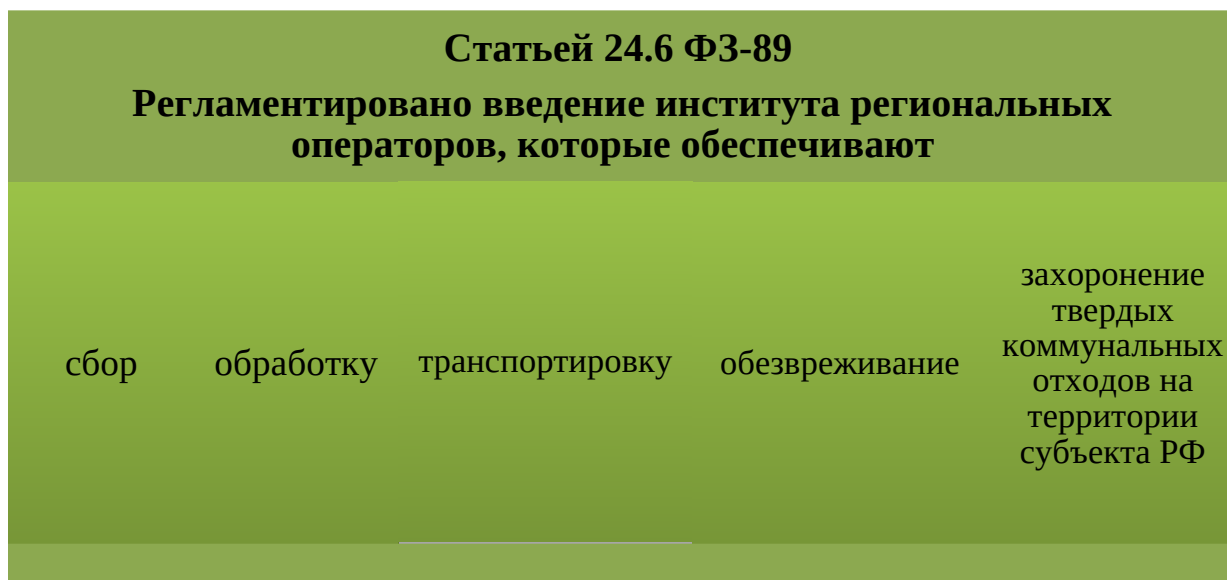 Статьей 24.6 ФЗ-89
Регламентировано введение института региональных
операторов, которые обеспечивают
сбор
обработку
транспортировку
обезвреживание
захоронение
твердых
коммунальных
отходов на
территории
субъекта РФ